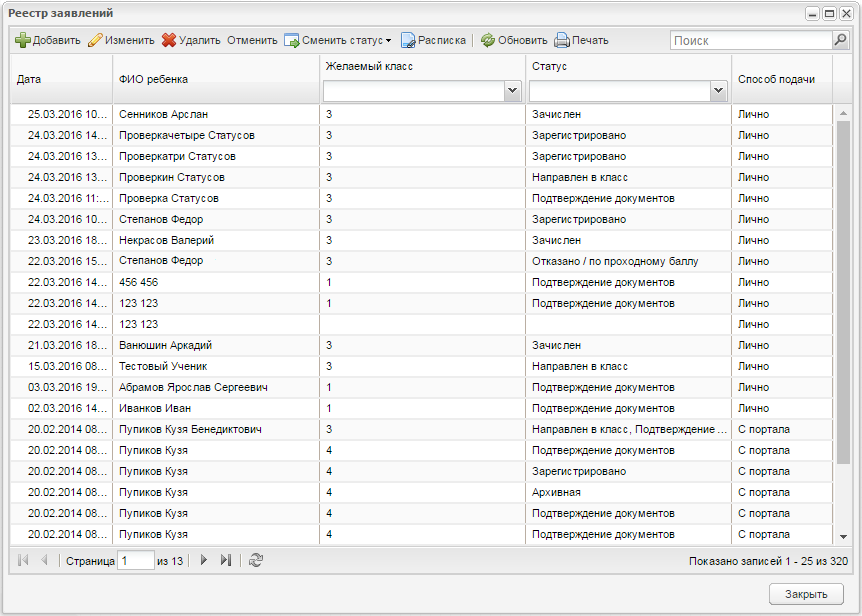 Реестр заявлений
Добавить Изменить Удалить Отменить Сменить статус Расписка Обновить Печать Поиск
Дата ФИО ребенка Желаемый класс Статус Способ подачи
25.03.2016 10... Сенников Арслан 3 Зачислен Лично
24.03.2016 14... Проверкачетыре Статусов 3 Зарегистрировано Лично
24.03.2016 13... Проверкатри Статусов 3 Зарегистрировано Лично
24.03.2016 13... Проверкин Статусов 3 Направлен в класс Лично
24.03.2016 11:... Проверка Статусов 3 Подтверждение документов Лично
24.03.2016 10... Степанов Федор 3 Зарегистрировано Лично
23.03.2016 18... Некрасов Валерий 3 Зачислен Лично
22.03.2016 15... Степанов Федор 3 Отказано / по проходному баллу Лично
22.03.2016 14... 456 456 1 Подтверждение документов Лично
22.03.2016 14... 123 123 1 Подтверждение документов Лично
22.03.2016 14... 123 123 Лично
21.03.2016 18... Ванюшин Аркадий 3 Зачислен Лично
15.03.2016 08... Тестовый Ученик 3 Направлен в класс Лично
03.03.2016 19... Абрамов Ярослав Сергеевич 1 Подтверждение документов Лично
02.03.2016 14... Иванков Иван 1 Подтверждение документов Лично
20.02.2014 08... Пупиков Кузя Бенедиктович 3 Направлен в класс, Подтверждение ... С портала
20.02.2014 08... Пупиков Кузя 4 Подтверждение документов С портала
20.02.2014 08... Пупиков Кузя 4 Зарегистрировано С портала
20.02.2014 08... Пупиков Кузя 4 Архивная С портала
20.02.2014 08... Пупиков Кузя 4 Подтверждение документов С портала
20.02.2014 08... Пупиков Кузя 4 Подтверждение документов С портала
Страница 1 из 13 Показано записей 1 - 25 из 320
Закрыть